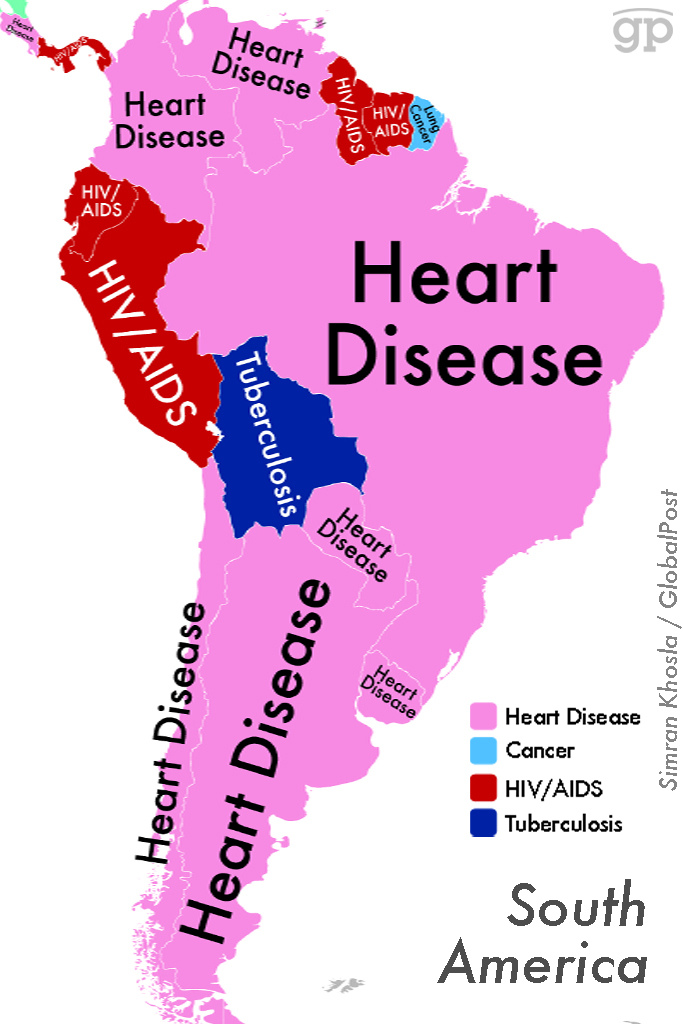 gp
Heart
Disease
HIV/AIDS
Heart
Disease
Heart
Disease
HIV/AIDS
HIV/
AIDS
Lung
Cancer
HIV/
AIDS
HIV/AIDS
Heart
Disease
Tuberculosis
Heart
Disease
Heart Disease
Heart Disease
Heart
Disease
Heart Disease
Cancer
HIV/AIDS
Tuberculosis
Simran Khosla / GlobalPost
South
America